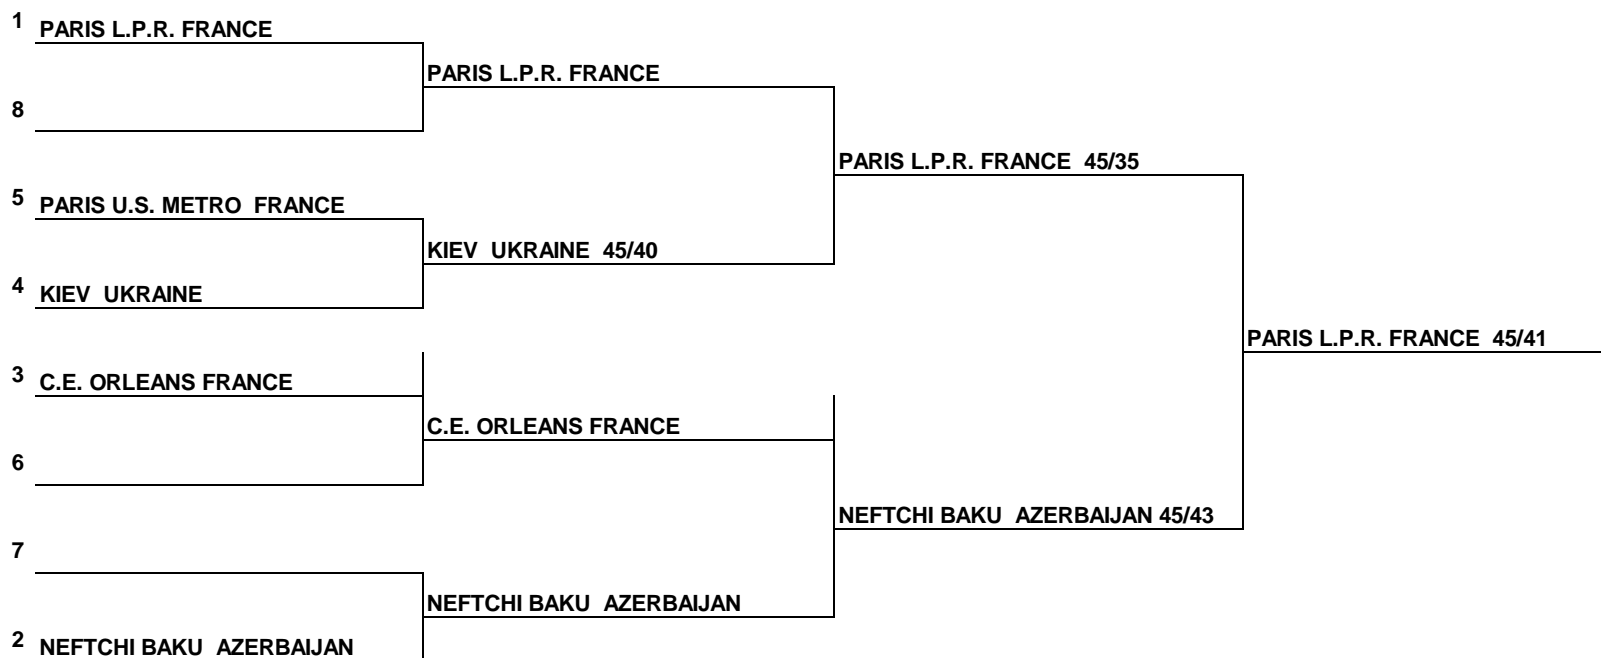 1 PARIS L.P.R. FRANCE
PARIS L.P.R. FRANCE
8
PARIS L.P.R. FRANCE 45/35
5 PARIS U.S. METRO FRANCE
KIEV UKRAINE 45/40
4 KIEV UKRAINE
PARIS L.P.R. FRANCE 45/41
3 C.E. ORLEANS FRANCE
C.E. ORLEANS FRANCE
6
NEFTCHI BAKU AZERBAIJAN 45/43
7
NEFTCHI BAKU AZERBAIJAN
2 NEFTCHI BAKU AZERBAIJAN